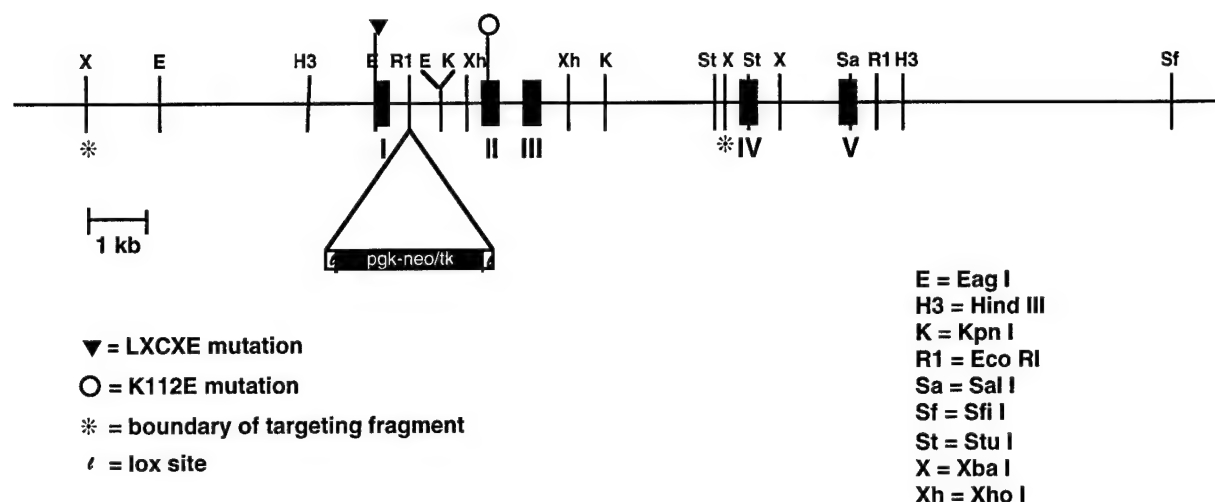 X E H3 E R1 E K Xh Xh K St X St X Sa R1 H3 Sf
I II III IV V
1 kb
pgk-neo/tk
ℓ ℓ
▼ = LXCXE mutation
○ = K112E mutation
※ = boundary of targeting fragment
ℓ = lox site
E = Eag I
H3 = Hind III
K = Kpn I
R1 = Eco RI
Sa = Sal I
Sf = Sfi I
St = Stu I
X = Xba I
Xh = Xho I